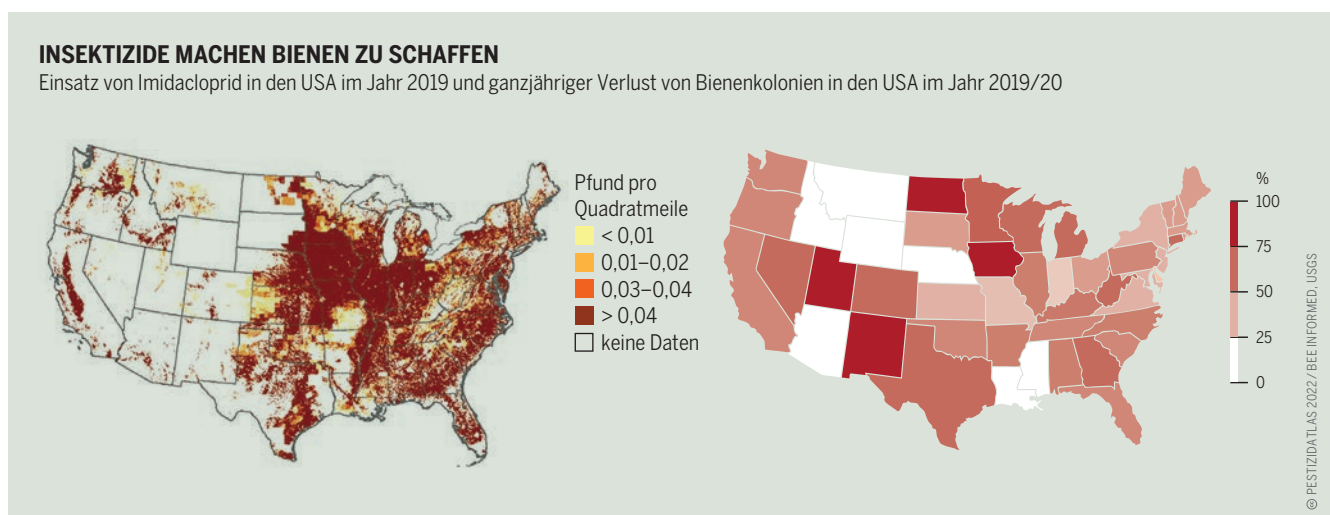 INSEKTIZIDE MACHEN BIENEN ZU SCHAFFEN
Einsatz von Imidacloprid in den USA im Jahr 2019 und ganzjähriger Verlust von Bienenkolonien in den USA im Jahr 2019/20
Pfund pro
Quadratmeile
< 0,01
0,01–0,02
0,03–0,04
> 0,04
keine Daten
%
100
75
50
25
0
PESTIZIDATLAS 2022 / BEE INFORMED, USGS